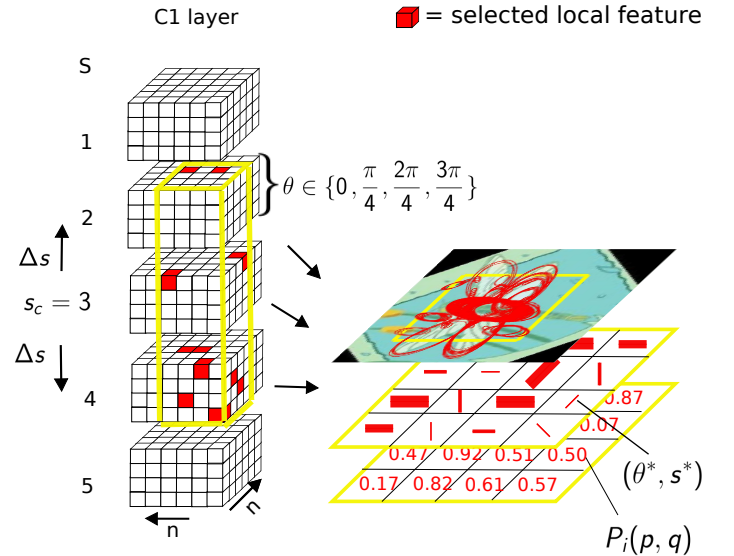 C1 layer
= selected local feature
S
1
θ ∈ {0, π/4, 2π/4, 3π/4}
2
Δs
s_c = 3
Δs
4
5
n
n
0.87
0.07
0.47 0.92 0.51 0.50
0.17 0.82 0.61 0.57
(θ*, s*)
P_i(p, q)